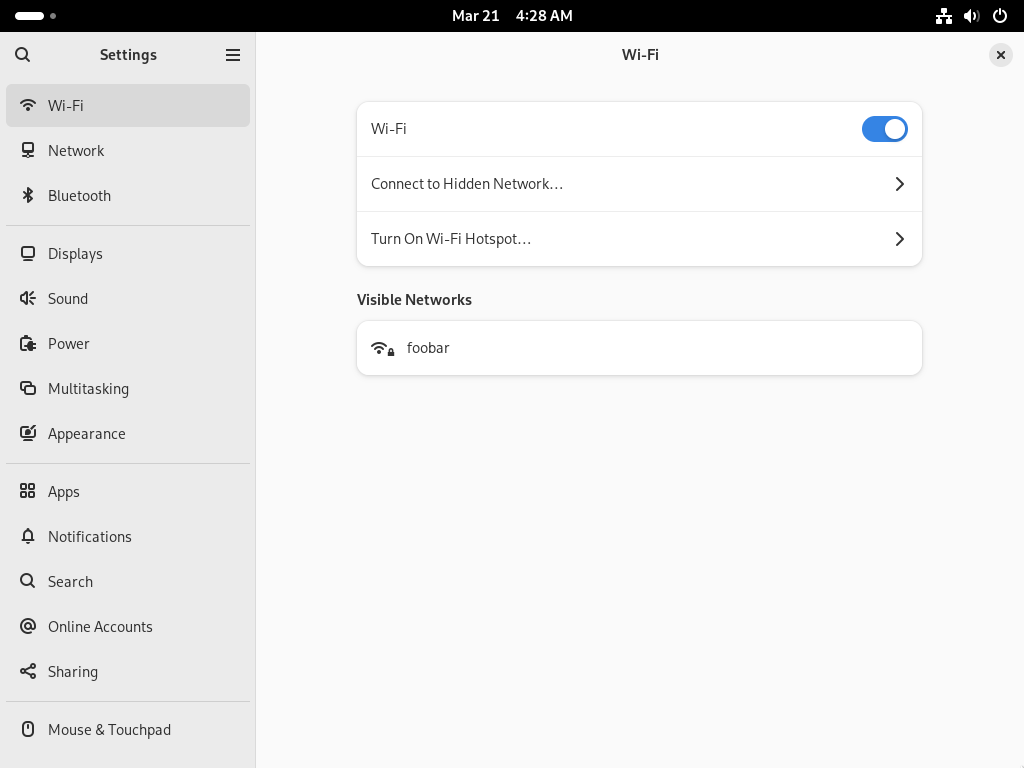 Mar 21 4:28 AM
Settings
Wi-Fi
Wi-Fi
Network
Bluetooth
Displays
Sound
Power
Multitasking
Appearance
Apps
Notifications
Search
Online Accounts
Sharing
Mouse & Touchpad
Wi-Fi
Connect to Hidden Network…
Turn On Wi-Fi Hotspot…
Visible Networks
foobar